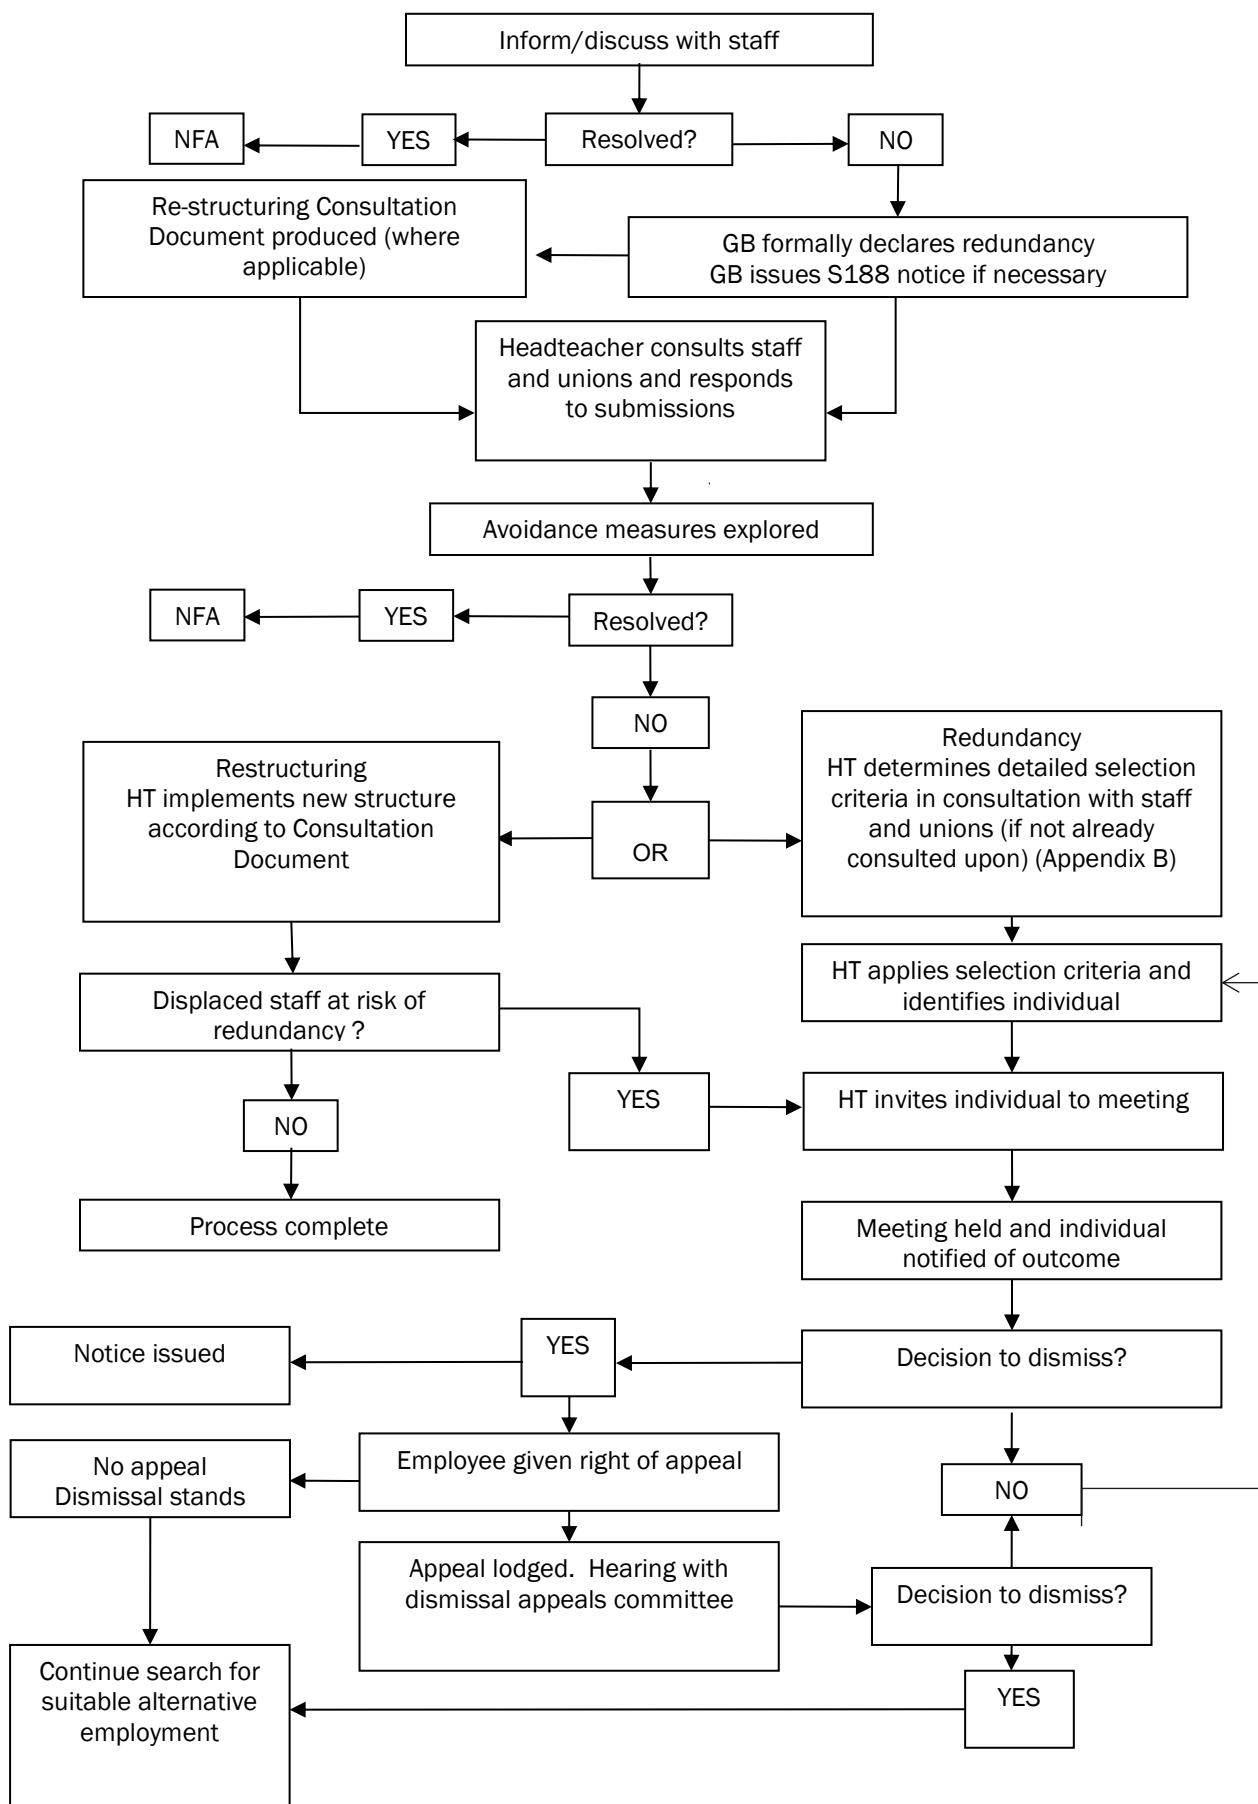 Inform/discuss with staff
NFA
YES
Resolved?
NO
Re-structuring Consultation
Document produced (where
applicable)
GB formally declares redundancy
GB issues S188 notice if necessary
Headteacher consults staff
and unions and responds
to submissions
Avoidance measures explored
NFA
YES
Resolved?
NO
Restructuring
HT implements new structure
according to Consultation
Document
OR
Redundancy
HT determines detailed selection
criteria in consultation with staff
and unions (if not already
consulted upon) (Appendix B)
HT applies selection criteria and
identifies individual
Displaced staff at risk of
redundancy ?
YES
HT invites individual to meeting
NO
Process complete
Meeting held and individual
notified of outcome
Notice issued
YES
Decision to dismiss?
No appeal
Dismissal stands
Employee given right of appeal
NO
Appeal lodged.  Hearing with
dismissal appeals committee
Decision to dismiss?
Continue search for
suitable alternative
employment
YES